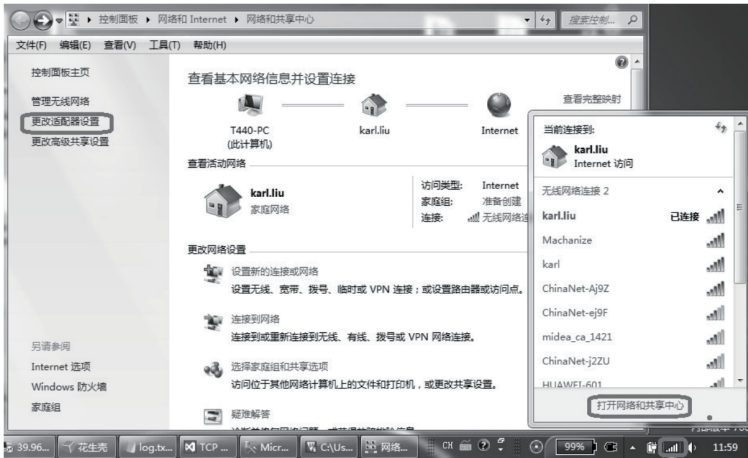 控制面板 ▸ 网络和 Internet ▸ 网络和共享中心
搜索控制...
文件(F) 编辑(E) 查看(V) 工具(T) 帮助(H)
控制面板主页
管理无线网络
更改适配器设置
更改高级共享设置
另请参阅
Internet 选项
Windows 防火墙
家庭组
查看基本网络信息并设置连接
查看完整映射
T440-PC
(此计算机)
karl.liu
Internet
查看活动网络
karl.liu
家庭网络
访问类型: Internet
家庭组: 准备创建
连接: 无线网络连
更改网络设置
设置新的连接或网络
设置无线、宽带、拨号、临时或 VPN 连接；或设置路由器或访问点。
连接到网络
连接到或重新连接到无线、有线、拨号或 VPN 网络连接。
选择家庭组和共享选项
访问位于其他网络计算机上的文件和打印机，或更改共享设置。
疑难解答
当前连接到:
karl.liu
Internet 访问
无线网络连接 2
karl.liu 已连接
Machanize
karl
ChinaNet-Aj9Z
ChinaNet-ej9F
midea_ca_1421
ChinaNet-j2ZU
HUAWEI-601
打开网络和共享中心
39.96... 花生壳 log.tx... TCP ... Micr... C:\Us... 网络... CH 99% 11:59